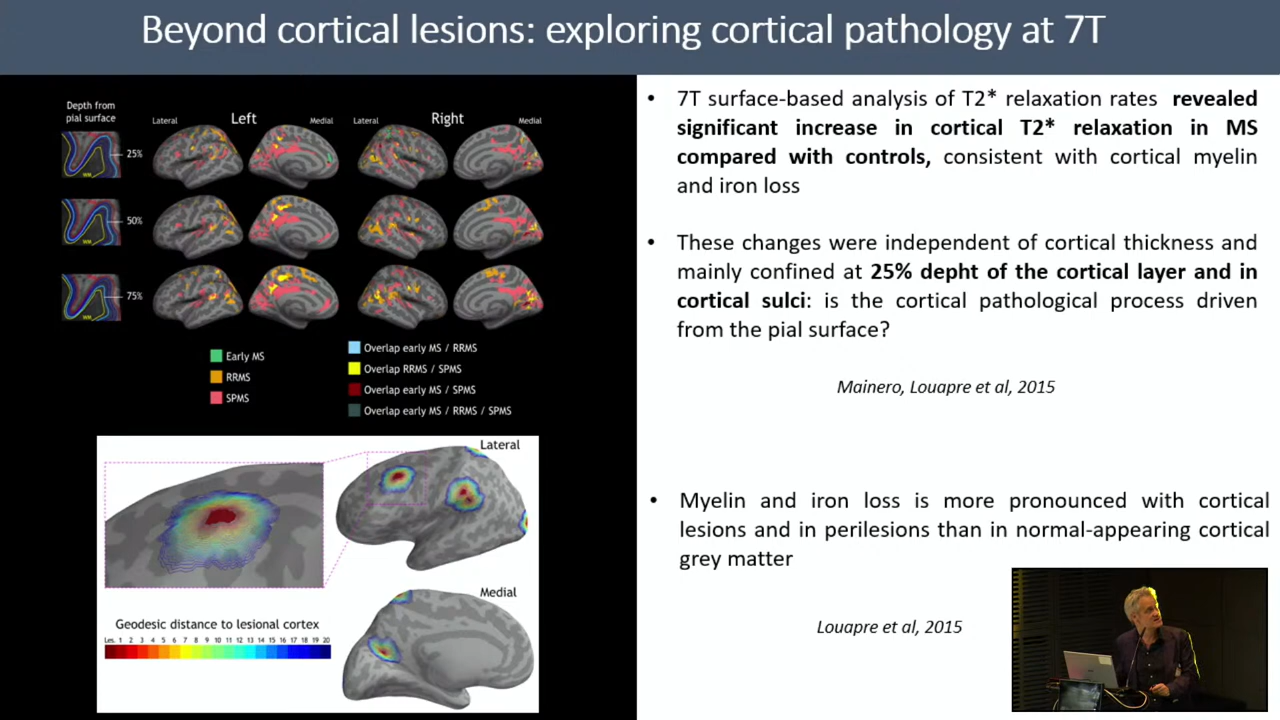 Beyond cortical lesions: exploring cortical pathology at 7T
Depth from
pial surface
Lateral
Left
Medial
Lateral
Right
Medial
25%
WM
50%
WM
75%
WM
Early MS
RRMS
SPMS
Overlap early MS / RRMS
Overlap RRMS / SPMS
Overlap early MS / SPMS
Overlap early MS / RRMS / SPMS
Lateral
Medial
Geodesic distance to lesional cortex
Les. 1 2 3 4 5 6 7 8 9 10 11 12 13 14 15 16 17 18 19 20
• 7T surface-based analysis of T2* relaxation rates revealed
significant increase in cortical T2* relaxation in MS
compared with controls, consistent with cortical myelin
and iron loss
• These changes were independent of cortical thickness and
mainly confined at 25% depht of the cortical layer and in
cortical sulci: is the cortical pathological process driven
from the pial surface?
Mainero, Louapre et al, 2015
• Myelin and iron loss is more pronounced with cortical
lesions and in perilesions than in normal-appearing cortical
grey matter
Louapre et al, 2015